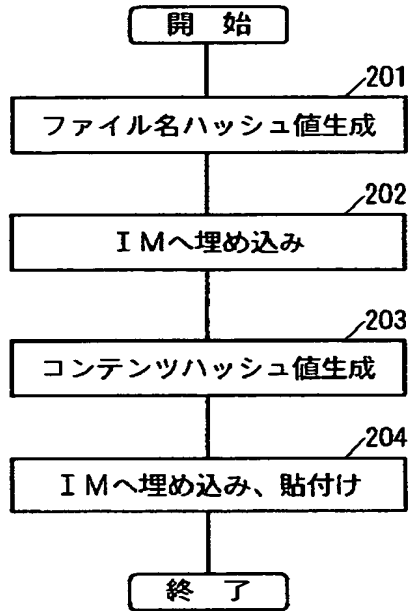 開 始
201
ファイル名ハッシュ値生成
202
IMへ埋め込み
203
コンテンツハッシュ値生成
204
IMへ埋め込み、貼付け
終 了